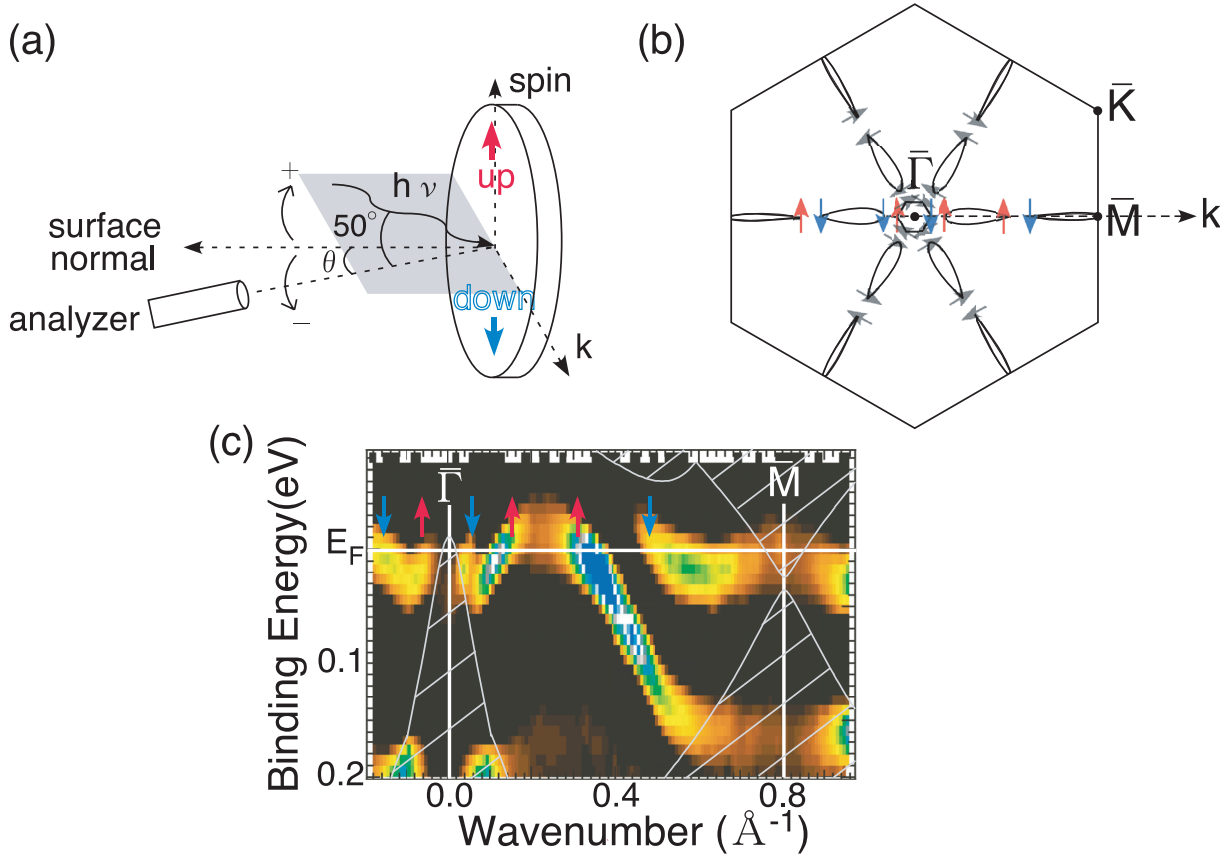 (a)
spin
up
h ν
+
50°
surface
normal
θ
down
analyzer
−
k
(b)
K̄
Γ̄
M̄
k
(c)
Γ̄
M̄
E_F
Binding Energy(eV)
0.1
0.2
0.0
0.4
0.8
Wavenumber (Å⁻¹)